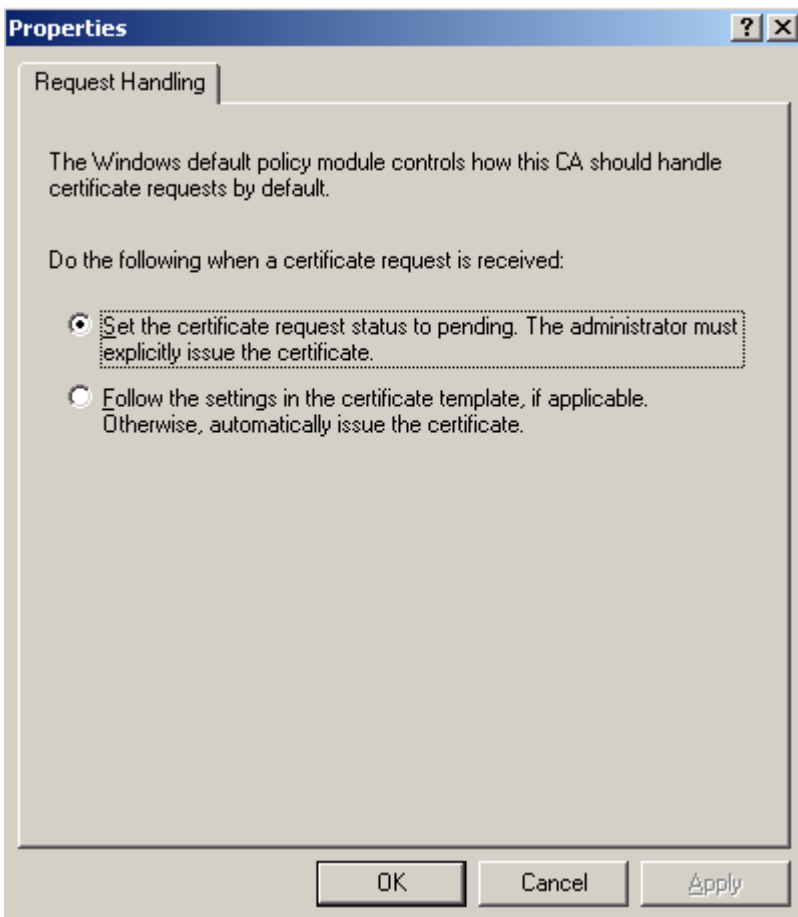 Properties
Request Handling
The Windows default policy module controls how this CA should handle
certificate requests by default.
Do the following when a certificate request is received:
Set the certificate request status to pending. The administrator must
explicitly issue the certificate.
Follow the settings in the certificate template, if applicable.
Otherwise, automatically issue the certificate.
OK Cancel Apply